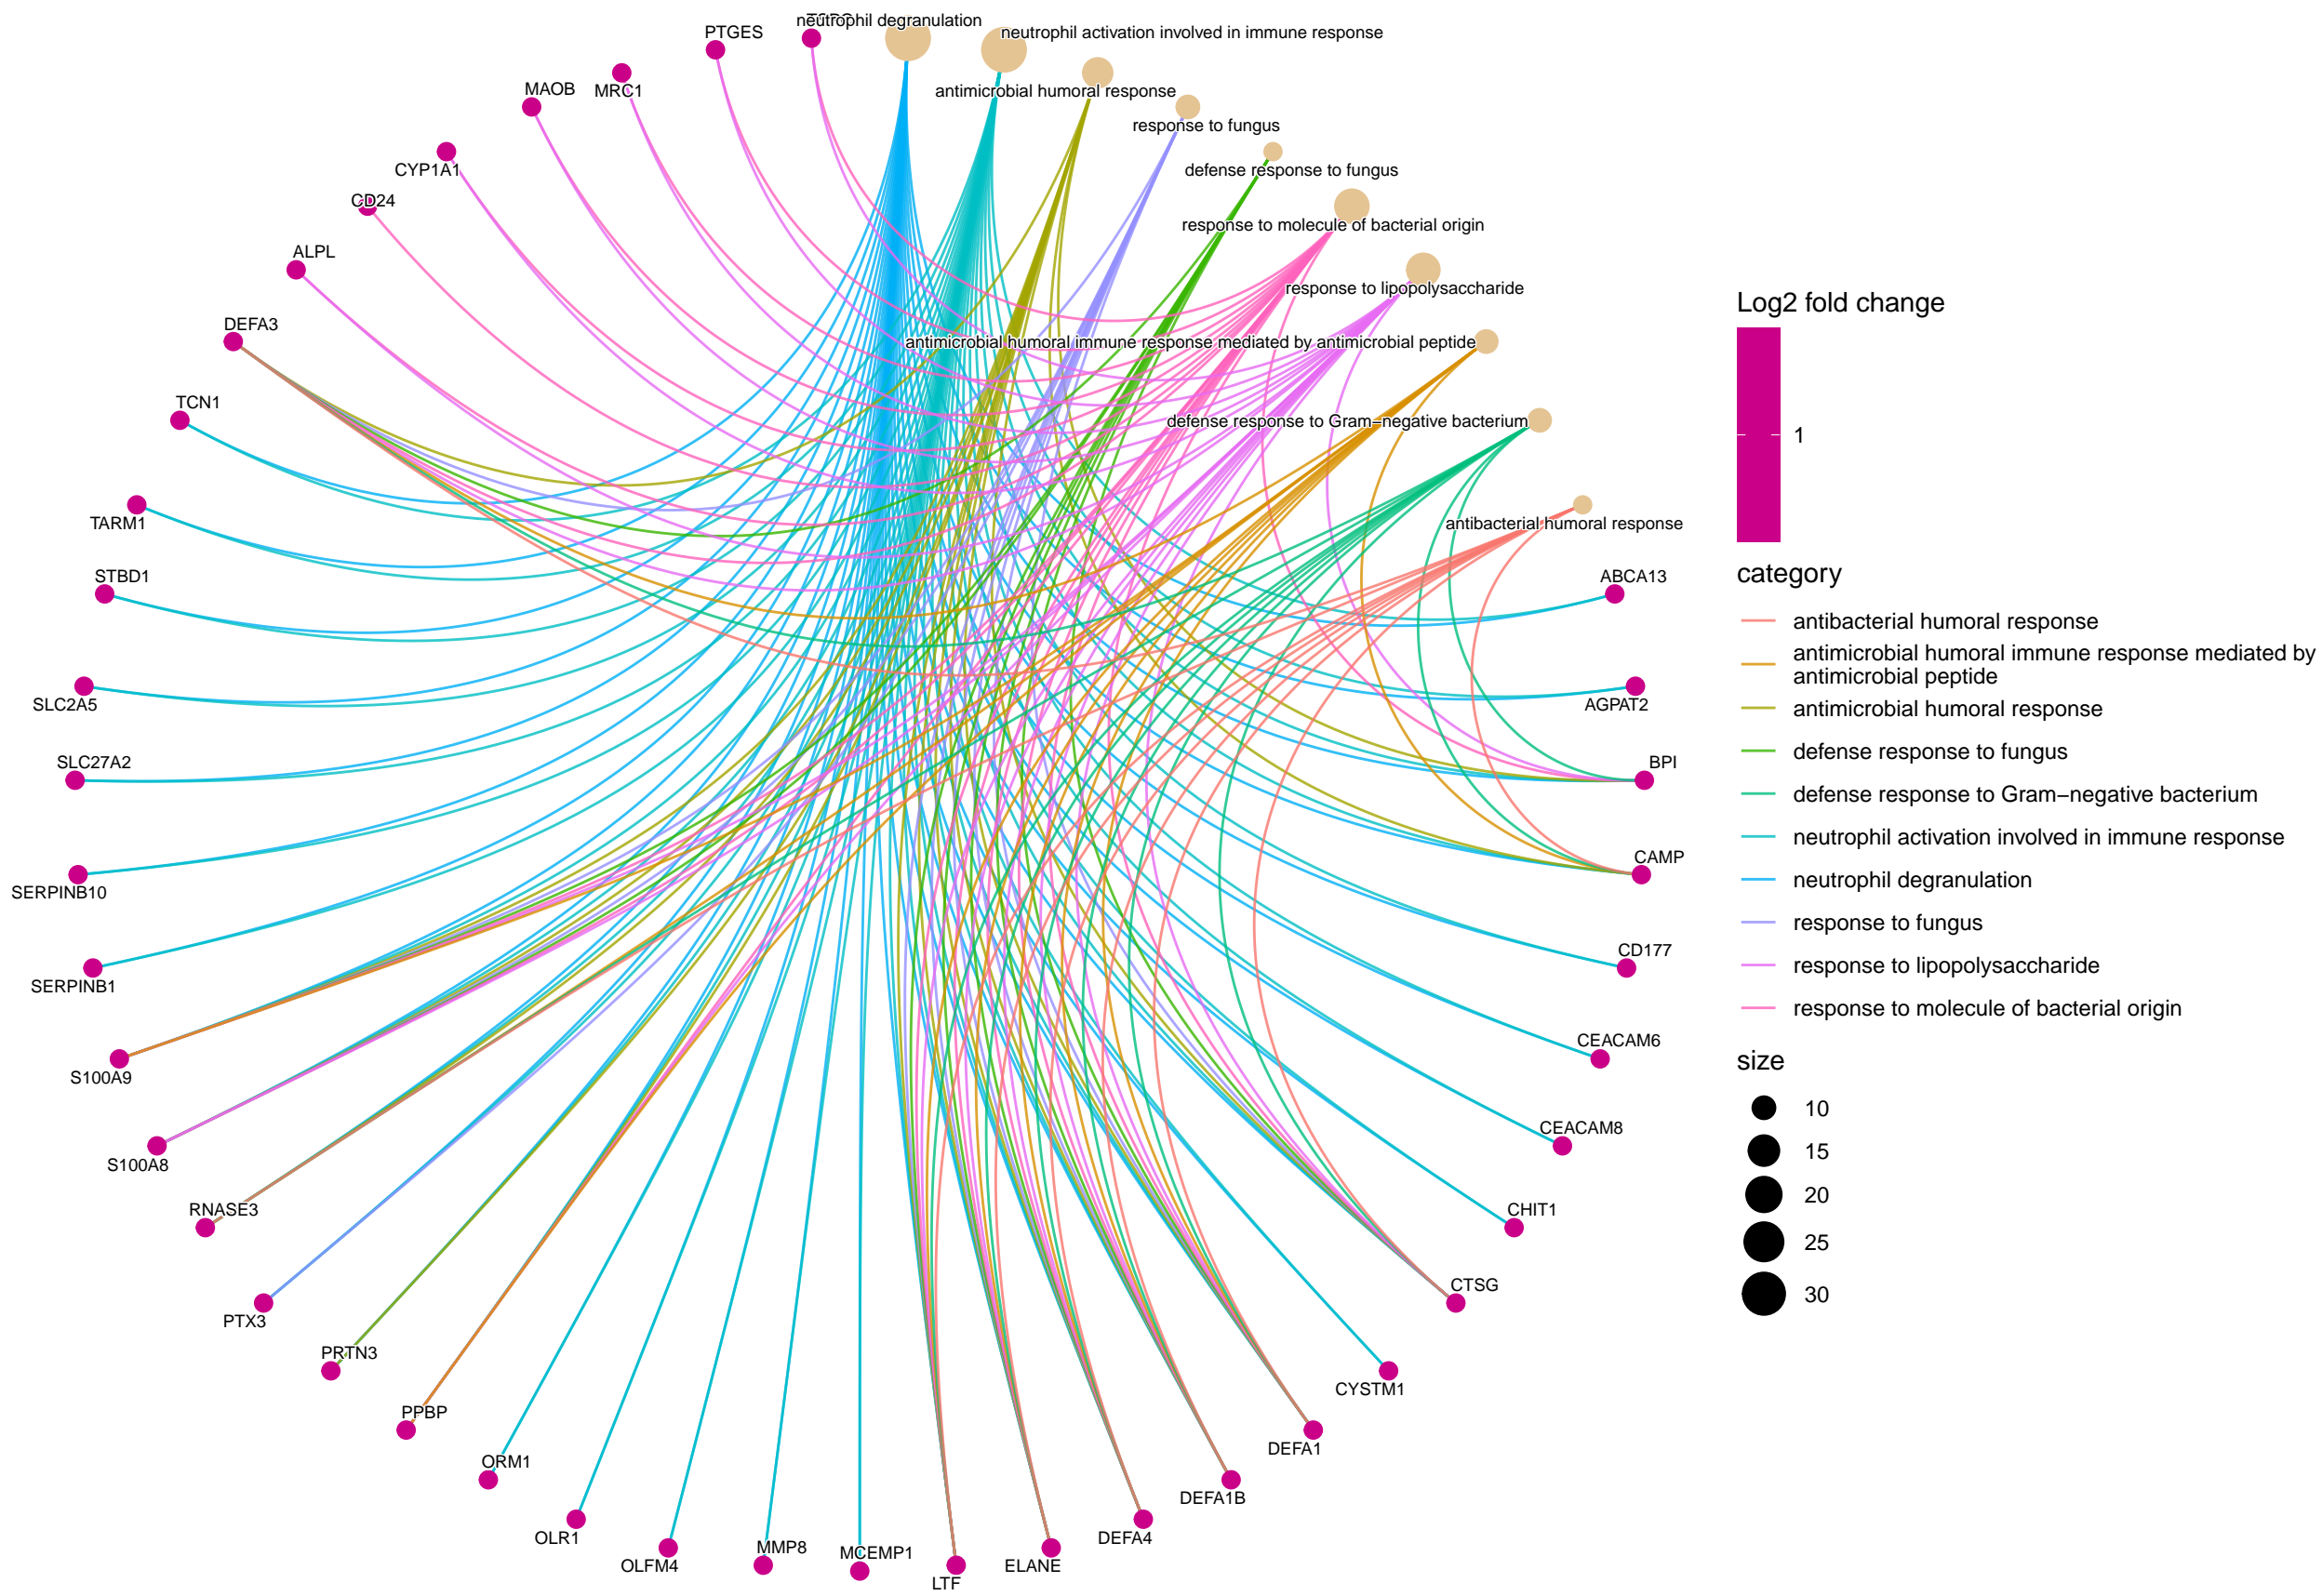 neutrophil degranulation
neutrophil activation involved in immune response
PTGES
MRC1
MAOB
antimicrobial humoral response
response to fungus
CYP1A1
defense response to fungus
CD24
response to molecule of bacterial origin
ALPL
response to lipopolysaccharide
DEFA3
antimicrobial humoral immune response mediated by antimicrobial peptide
TCN1
defense response to Gram−negative bacterium
TARM1
antibacterial humoral response
STBD1
ABCA13
SLC2A5
AGPAT2
SLC27A2
BPI
SERPINB10
CAMP
SERPINB1
CD177
S100A9
CEACAM6
S100A8
CEACAM8
RNASE3
CHIT1
PTX3
CTSG
PRTN3
CYSTM1
PPBP
DEFA1
ORM1
DEFA1B
OLR1
DEFA4
OLFM4
MMP8
MCEMP1
LTF
ELANE
Log2 fold change
1
category
antibacterial humoral response
antimicrobial humoral immune response mediated by
antimicrobial peptide
antimicrobial humoral response
defense response to fungus
defense response to Gram−negative bacterium
neutrophil activation involved in immune response
neutrophil degranulation
response to fungus
response to lipopolysaccharide
response to molecule of bacterial origin
size
10
15
20
25
30